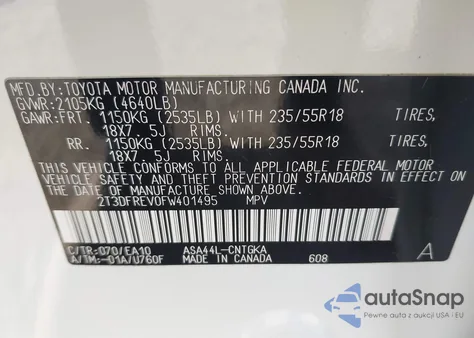 MFD.BY:TOYOTA MOTOR MANUFACTURING CANADA INC.
GVWR:2105KG (4640LB)
GAWR:FRT. 1150KG (2535LB) WITH 235/55R18 TIRES,
18X7. 5J RIMS.
RR. 1150KG (2535LB) WITH 235/55R18 TIRES,
18X7. 5J RIMS.
THIS VEHICLE CONFORMS TO ALL APPLICABLE FEDERAL MOTOR
VEHICLE SAFETY AND THEFT PREVENTION STANDARDS IN EFFECT ON THE
DATE OF MANUFACTURE SHOWN ABOVE.
2T3DFREV0FW401495 MPV
C/TR:070/EA10 ASA44L-CNTGKA A
A/TM:-01A/U760F MADE IN CANADA 608
autoSnap
Pewne auta z aukcji USA i EU